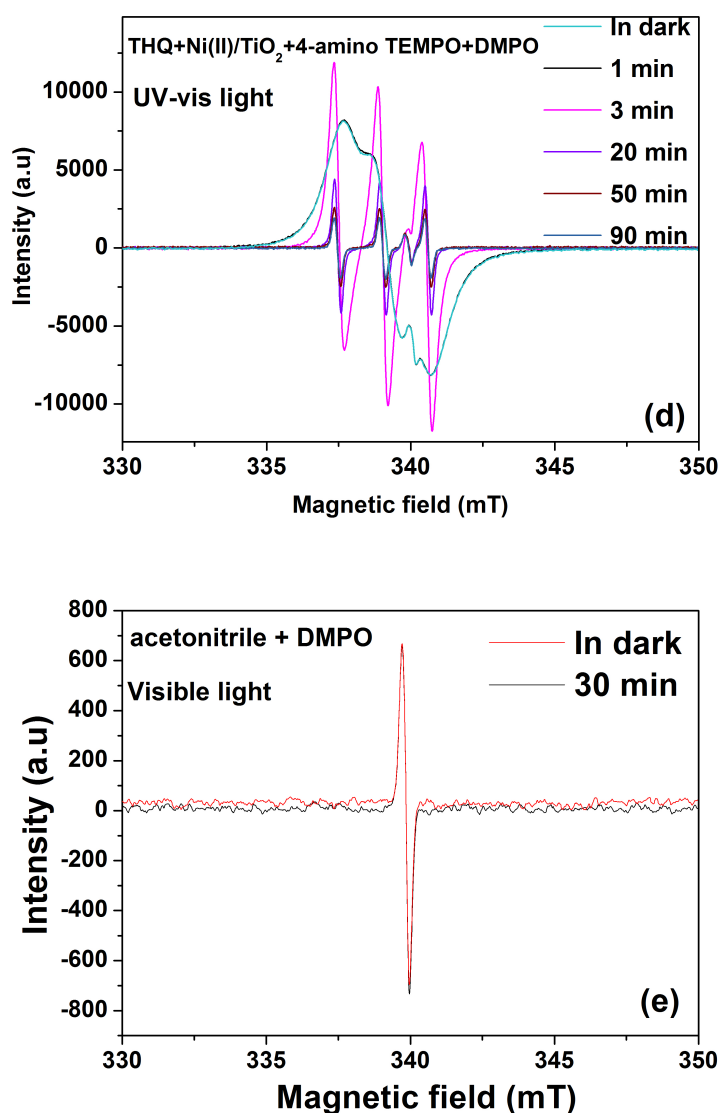 THQ+Ni(II)/TiO2+4-amino TEMPO+DMPO
UV-vis light
In dark
1 min
3 min
20 min
50 min
90 min
10000
5000
0
-5000
-10000
Intensity (a.u)
(d)
330 335 340 345 350
Magnetic field (mT)
acetonitrile + DMPO
Visible light
In dark
30 min
800
600
400
200
0
-200
-400
-600
-800
Intensity (a.u)
(e)
330 335 340 345 350
Magnetic field (mT)